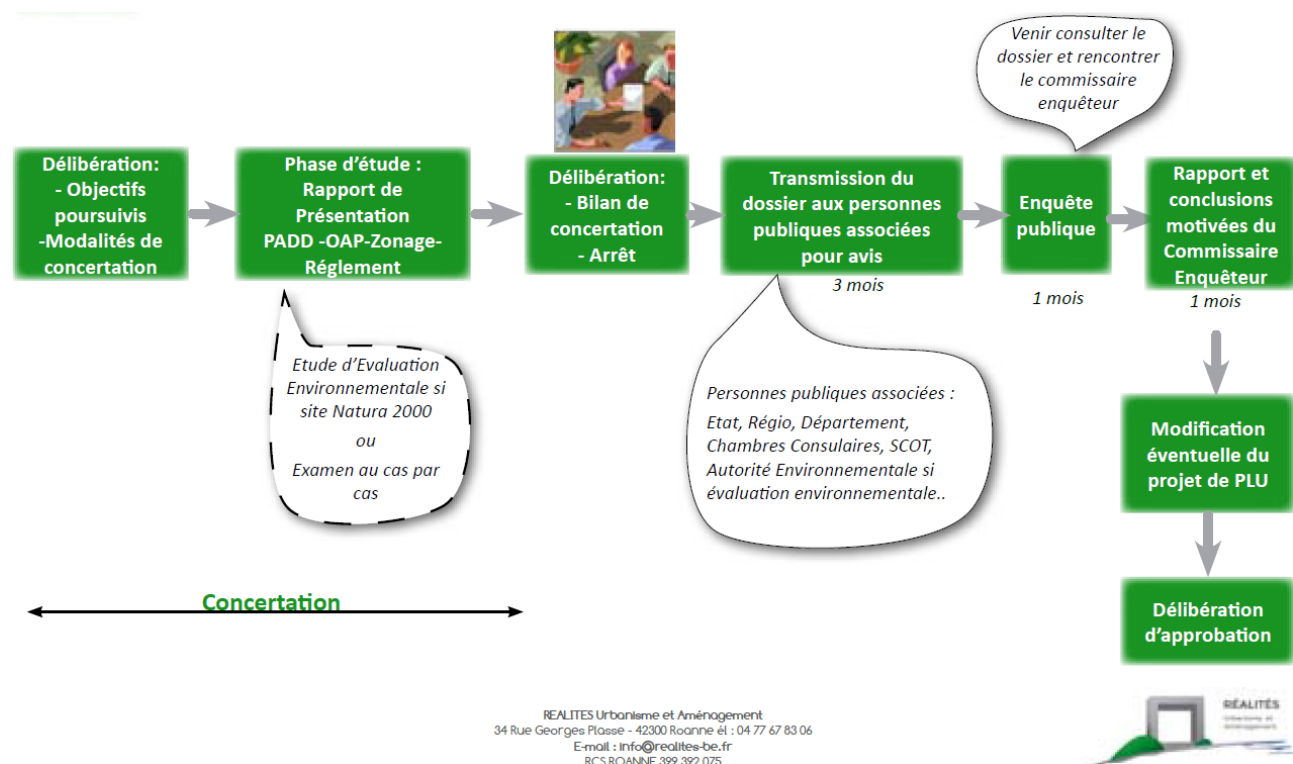 Venir consulter le
dossier et rencontrer
le commissaire
enquêteur
Délibération:
- Objectifs
poursuivis
-Modalités de
concertation
Phase d'étude :
Rapport de
Présentation
PADD -OAP-Zonage-
Réglement
Délibération:
- Bilan de
concertation
- Arrêt
Transmission du
dossier aux personnes
publiques associées
pour avis
3 mois
Enquête
publique
1 mois
Rapport et
conclusions
motivées du
Commissaire
Enquêteur
1 mois
Etude d'Evaluation
Environnementale si
site Natura 2000
ou
Examen au cas par
cas
Personnes publiques associées :
Etat, Régio, Département,
Chambres Consulaires, SCOT,
Autorité Environnementale si
évaluation environnementale..
Modification
éventuelle du
projet de PLU
Concertation
Délibération
d'approbation
REALITES Urbanisme et Aménagement
34 Rue Georges Plasse - 42300 Roanne él : 04 77 67 83 06
E-mail : info@realites-be.fr
RCS ROANNE 399 392 075
RÉALITÉS
Urbanisme et
Aménagement